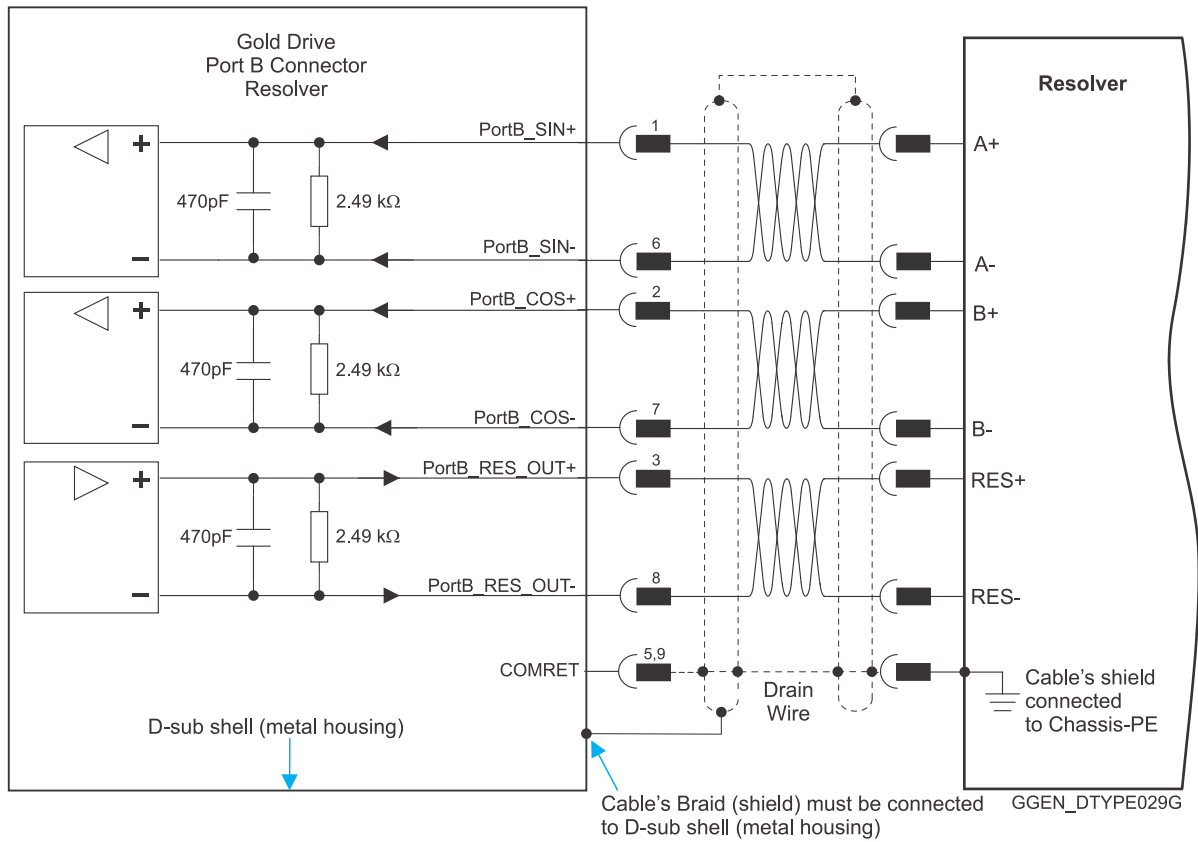 Gold Drive
Port B Connector
Resolver
Resolver
PortB_SIN+
1
A+
+
470pF
2.49 kΩ
PortB_SIN-
6
A-
−
PortB_COS+
2
B+
+
470pF
2.49 kΩ
PortB_COS-
7
B-
−
PortB_RES_OUT+
3
RES+
+
470pF
2.49 kΩ
PortB_RES_OUT-
8
RES-
−
COMRET
5,9
Drain
Wire
Cable's shield
connected
to Chassis-PE
D-sub shell (metal housing)
Cable's Braid (shield) must be connected
to D-sub shell (metal housing)
GGEN_DTYPE029G